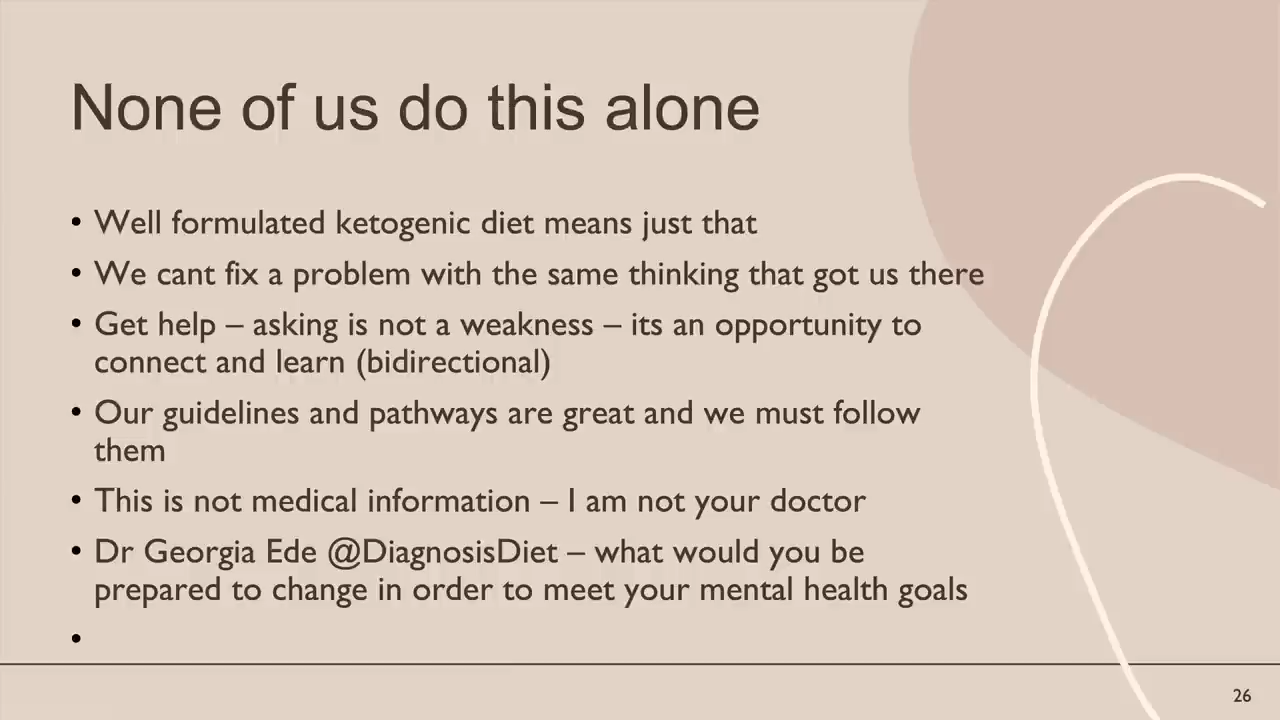 None of us do this alone
• Well formulated ketogenic diet means just that
• We cant fix a problem with the same thinking that got us there
• Get help – asking is not a weakness – its an opportunity to
connect and learn (bidirectional)
• Our guidelines and pathways are great and we must follow
them
• This is not medical information – I am not your doctor
• Dr Georgia Ede @DiagnosisDiet – what would you be
prepared to change in order to meet your mental health goals
•
26